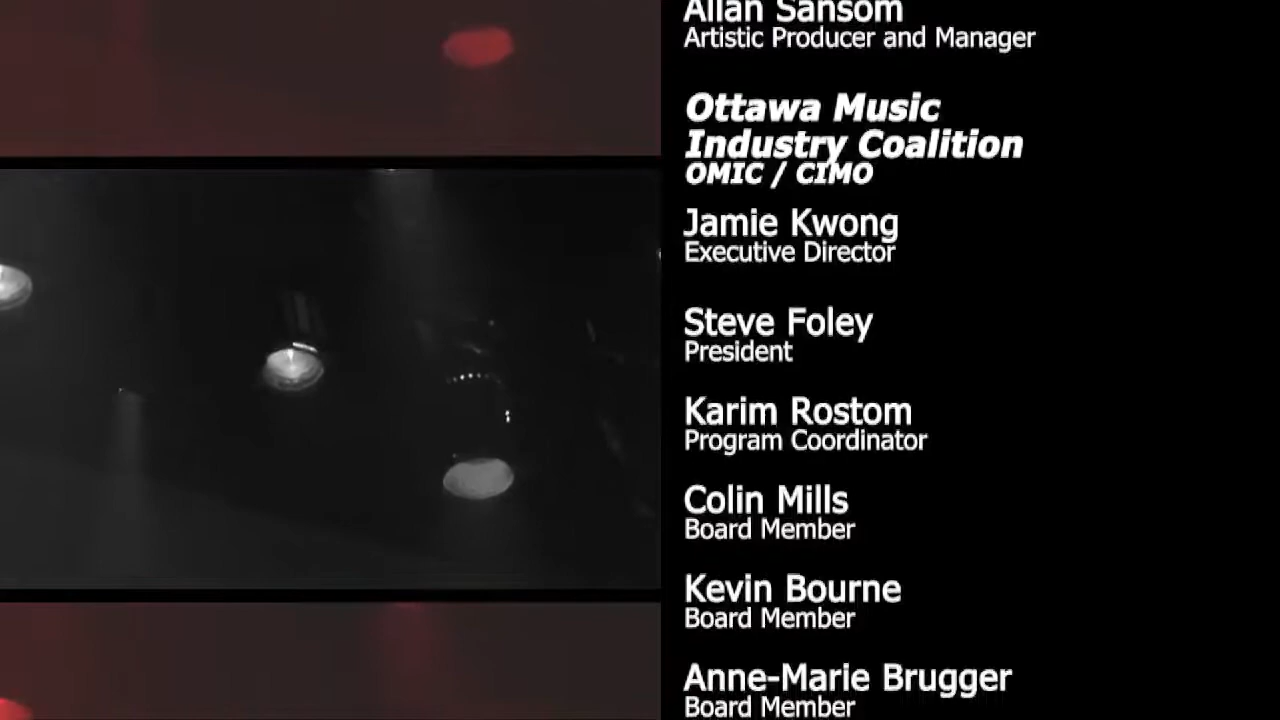 Allan Sansom
Artistic Producer and Manager
Ottawa Music
Industry Coalition
OMIC / CIMO
Jamie Kwong
Executive Director
Steve Foley
President
Karim Rostom
Program Coordinator
Colin Mills
Board Member
Kevin Bourne
Board Member
Anne-Marie Brugger
Board Member